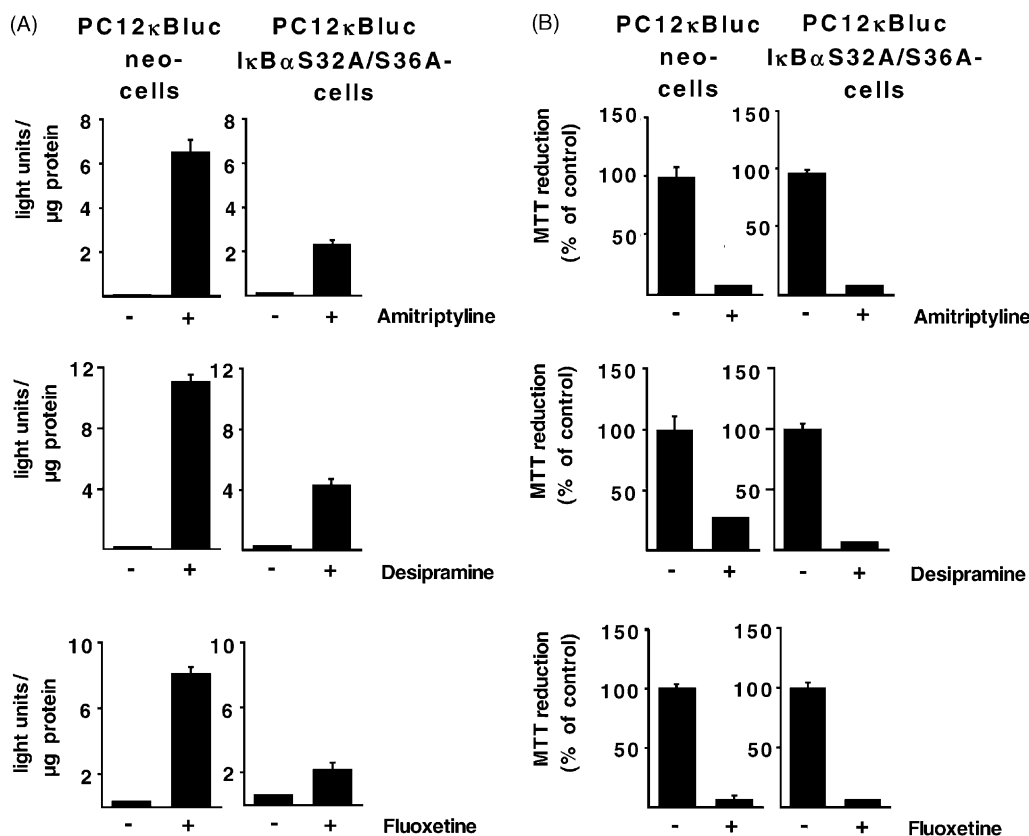 (A) PC12κBluc PC12κBluc (B) PC12κBluc PC12κBluc
neo- IκBαS32A/S36A- neo- IκBαS32A/S36A-
cells cells cells cells
light units/
µg protein
8 8
6 6
4 4
2 2
- + - + Amitriptyline
MTT reduction
(% of control)
150 150
100 100
50 50
- + - + Amitriptyline
light units/
µg protein
12 12
8 8
4 4
- + - + Desipramine
MTT reduction
(% of control)
150 150
100 100
50 50
- + - + Desipramine
light units/
µg protein
10 10
6 6
2 2
- + - + Fluoxetine
MTT reduction
(% of control)
150 150
100 100
50 50
- + - + Fluoxetine